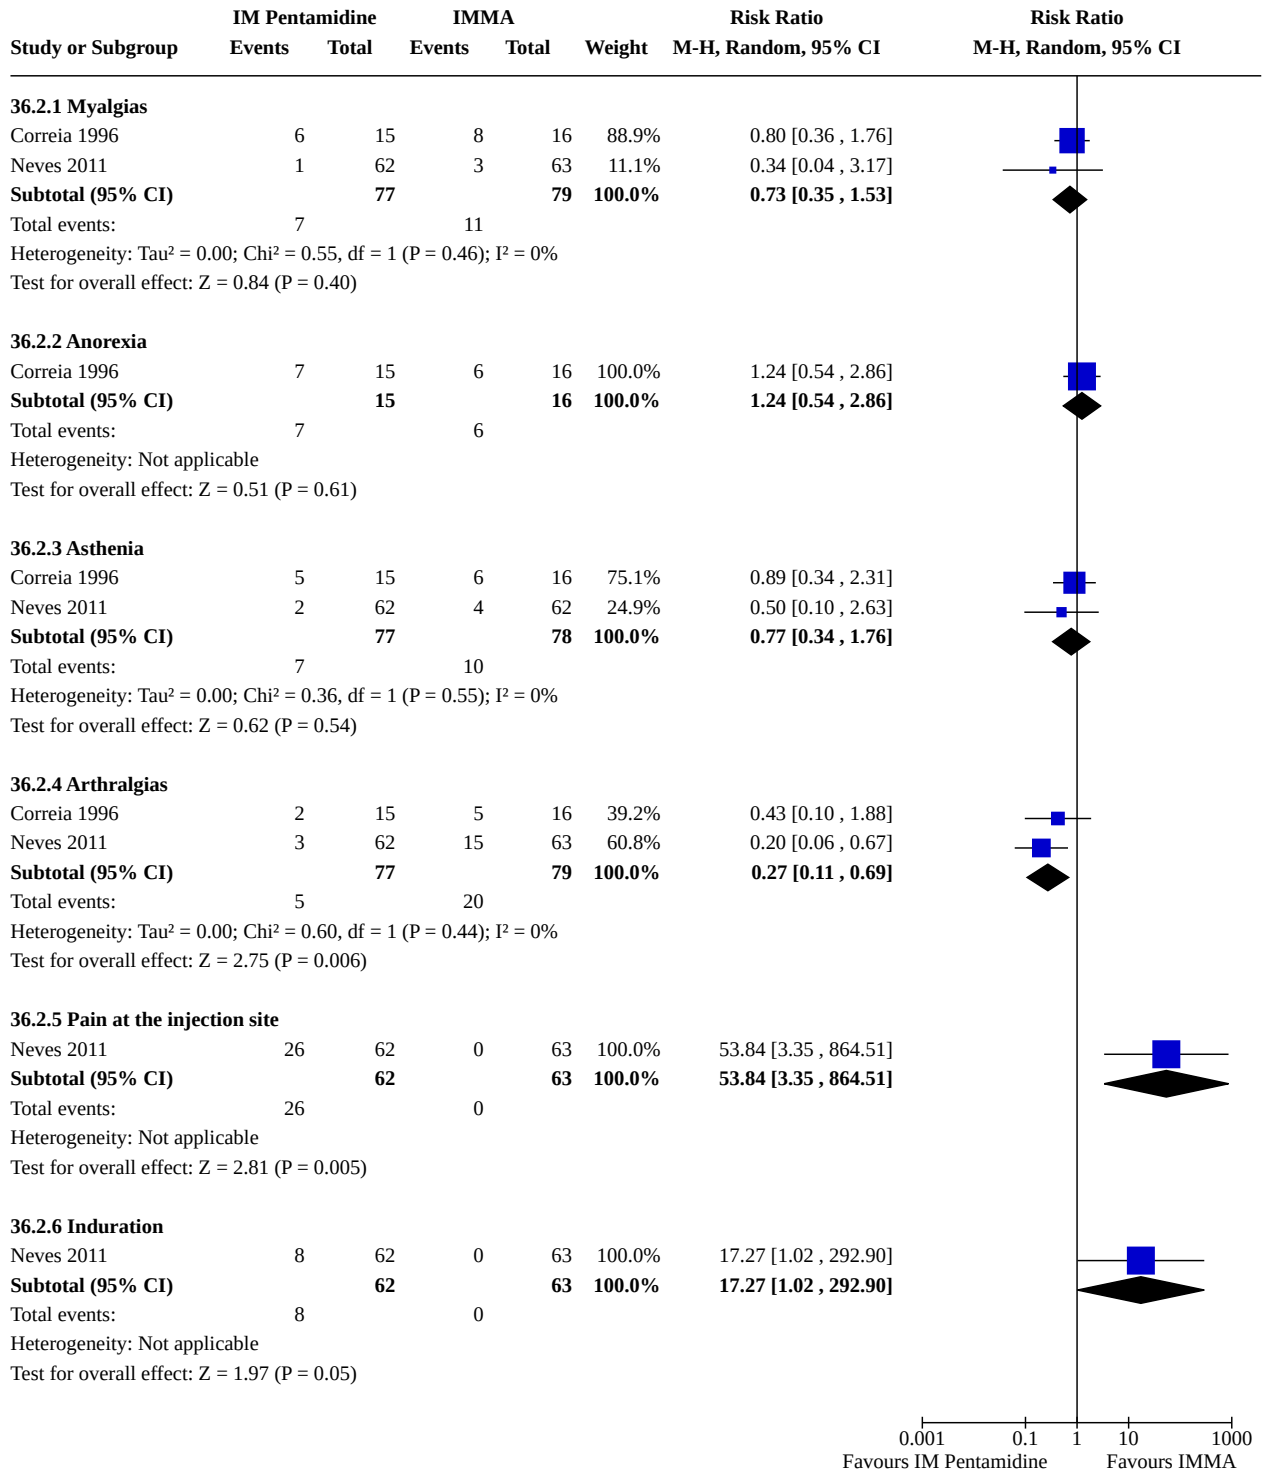 IM Pentamidine IMMA Risk Ratio Risk Ratio
Study or Subgroup Events Total Events Total Weight M-H, Random, 95% CI M-H, Random, 95% CI
36.2.1 Myalgias
Correia 1996 6 15 8 16 88.9% 0.80 [0.36 , 1.76]
Neves 2011 1 62 3 63 11.1% 0.34 [0.04 , 3.17]
Subtotal (95% CI) 77 79 100.0% 0.73 [0.35 , 1.53]
Total events: 7 11
Heterogeneity: Tau² = 0.00; Chi² = 0.55, df = 1 (P = 0.46); I² = 0%
Test for overall effect: Z = 0.84 (P = 0.40)
36.2.2 Anorexia
Correia 1996 7 15 6 16 100.0% 1.24 [0.54 , 2.86]
Subtotal (95% CI) 15 16 100.0% 1.24 [0.54 , 2.86]
Total events: 7 6
Heterogeneity: Not applicable
Test for overall effect: Z = 0.51 (P = 0.61)
36.2.3 Asthenia
Correia 1996 5 15 6 16 75.1% 0.89 [0.34 , 2.31]
Neves 2011 2 62 4 62 24.9% 0.50 [0.10 , 2.63]
Subtotal (95% CI) 77 78 100.0% 0.77 [0.34 , 1.76]
Total events: 7 10
Heterogeneity: Tau² = 0.00; Chi² = 0.36, df = 1 (P = 0.55); I² = 0%
Test for overall effect: Z = 0.62 (P = 0.54)
36.2.4 Arthralgias
Correia 1996 2 15 5 16 39.2% 0.43 [0.10 , 1.88]
Neves 2011 3 62 15 63 60.8% 0.20 [0.06 , 0.67]
Subtotal (95% CI) 77 79 100.0% 0.27 [0.11 , 0.69]
Total events: 5 20
Heterogeneity: Tau² = 0.00; Chi² = 0.60, df = 1 (P = 0.44); I² = 0%
Test for overall effect: Z = 2.75 (P = 0.006)
36.2.5 Pain at the injection site
Neves 2011 26 62 0 63 100.0% 53.84 [3.35 , 864.51]
Subtotal (95% CI) 62 63 100.0% 53.84 [3.35 , 864.51]
Total events: 26 0
Heterogeneity: Not applicable
Test for overall effect: Z = 2.81 (P = 0.005)
36.2.6 Induration
Neves 2011 8 62 0 63 100.0% 17.27 [1.02 , 292.90]
Subtotal (95% CI) 62 63 100.0% 17.27 [1.02 , 292.90]
Total events: 8 0
Heterogeneity: Not applicable
Test for overall effect: Z = 1.97 (P = 0.05)
0.001 0.1 1 10 1000
Favours IM Pentamidine Favours IMMA